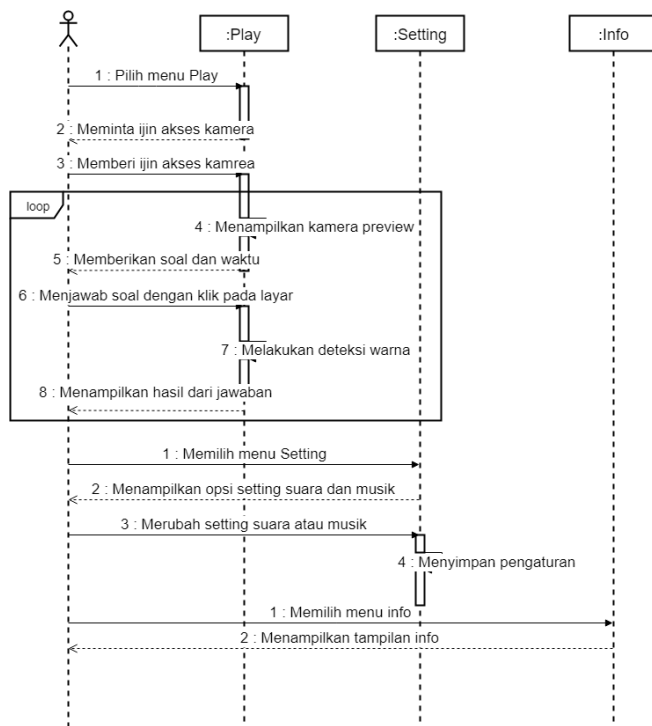 :Play
:Setting
:Info
1 : Pilih menu Play
2 : Meminta ijin akses kamera
3 : Memberi ijin akses kamrea
loop
4 : Menampilkan kamera preview
5 : Memberikan soal dan waktu
6 : Menjawab soal dengan klik pada layar
7 : Melakukan deteksi warna
8 : Menampilkan hasil dari jawaban
1 : Memilih menu Setting
2 : Menampilkan opsi setting suara dan musik
3 : Merubah setting suara atau musik
4 : Menyimpan pengaturan
1 : Memilih menu info
2 : Menampilkan tampilan info